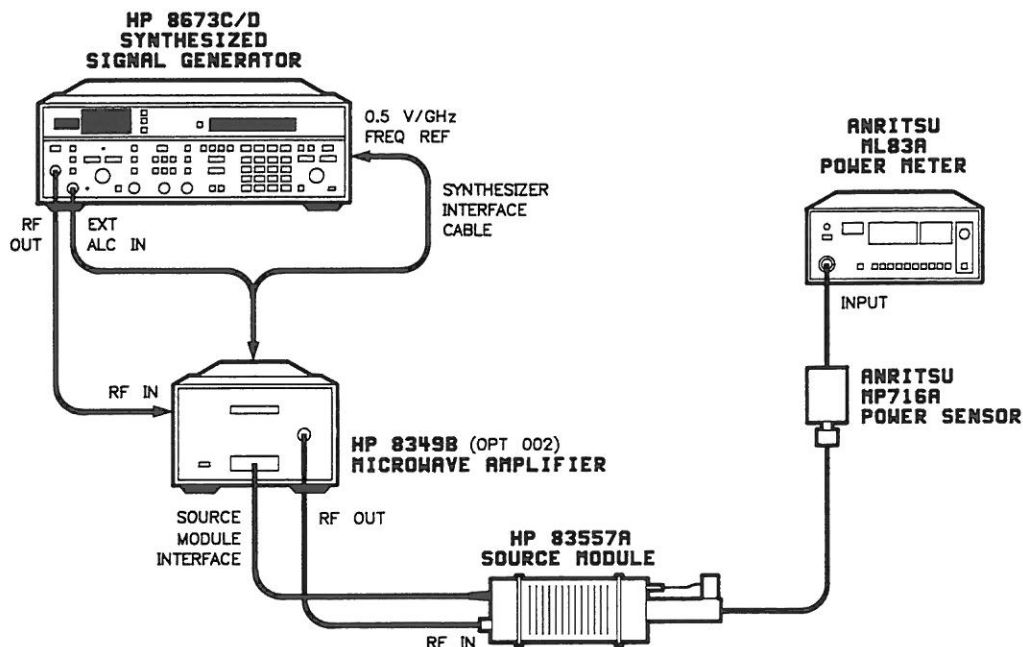 HP 8673C/D
SYNTHESIZED
SIGNAL GENERATOR
0.5 V/GHz
FREQ REF
SYNTHESIZER
INTERFACE
CABLE
RF
OUT
EXT
ALC IN
ANRITSU
ML83A
POWER METER
INPUT
ANRITSU
MP716A
POWER SENSOR
RF IN
HP 8349B (OPT 002)
MICROWAVE AMPLIFIER
SOURCE
MODULE
INTERFACE
RF OUT
HP 83557A
SOURCE MODULE
RF IN